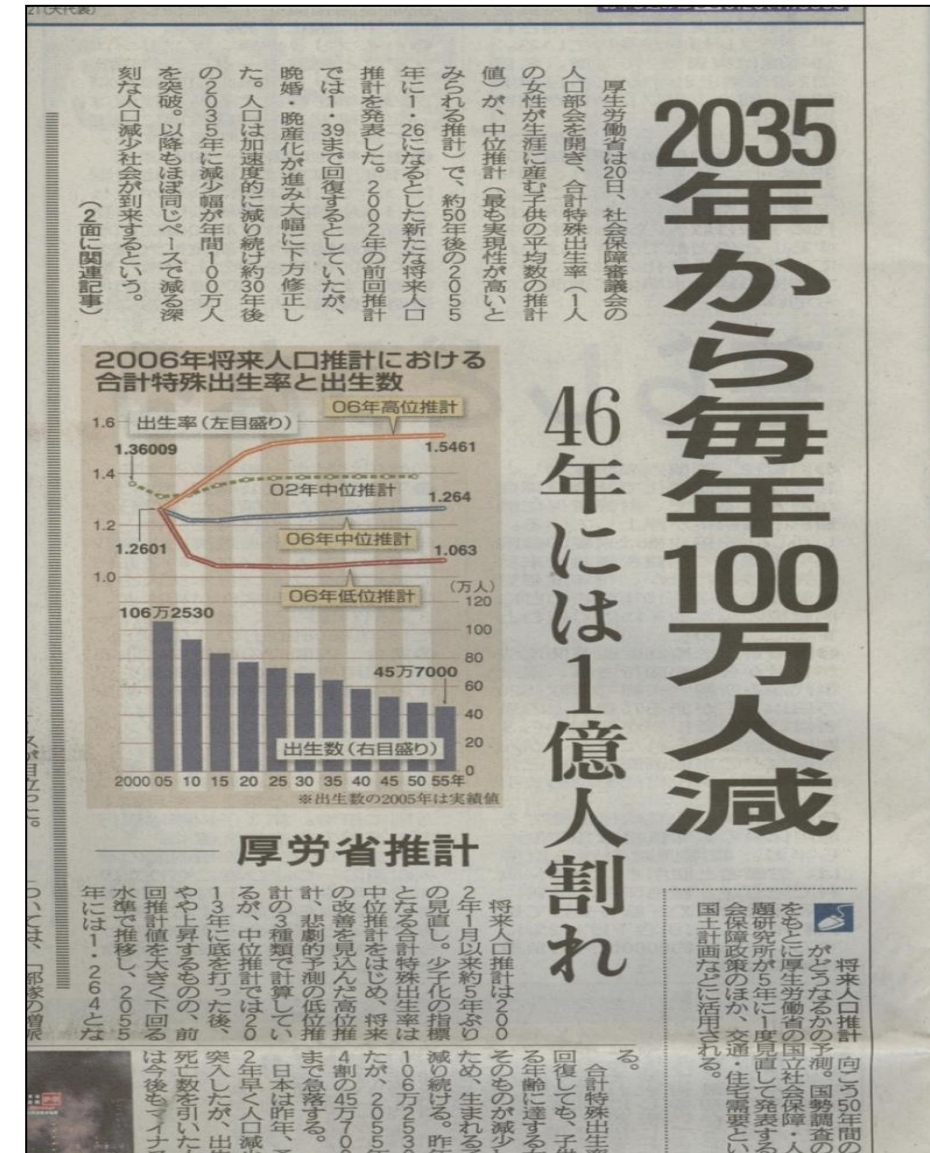 2035年から毎年100万人減
46年には1億人割れ
厚生労働省は20日、社会保障審議会の
人口部会を開き、合計特殊出生率(1人
の女性が生涯に産む子供の平均数の推計
値)が、中位推計(最も実現性が高いと
みられる推計)で、約50年後の2055
年に1・26になるとした新たな将来人口
推計を発表した。2002年の前回推計
では1・39まで回復するとしていたが、
晩婚・晩産化が進み大幅に下方修正し
た。人口は加速度的に減り続け約30年後
の2035年に減少幅が年間100万人
を突破。以降もほぼ同じペースで減る深
刻な人口減少社会が到来するという。
(2面に関連記事)
2006年将来人口推計における
合計特殊出生率と出生数
出生率(左目盛り)
06年高位推計
1.6
1.36009
1.5461
1.4
02年中位推計
1.264
1.2
06年中位推計
1.2601
1.063
1.0
06年低位推計
(万人)
120
106万2530
100
80
45万7000
60
40
出生数(右目盛り)
20
0
2000 05 10 15 20 25 30 35 40 45 50 55年
※出生数の2005年は実績値
厚労省推計
将来人口推計は200
2年1月以来約5年ぶり
の見直し。少子化の指標
となる合計特殊出生率は
中位推計をはじめ、将来
の改善を見込んだ高位推
計、悲劇的予測の低位推
計の3種類で計算してい
るが、中位推計では20
13年に底を打った後、
やや上昇するものの、前
回推計値を大きく下回る
水準で推移し、2055
年には1・264とな
る。
合計特殊出生率
回復しても、子供
る年齢に達する女
そのものが減少し
ため、生まれる子
減り続ける。昨年
106万253
たが、2055年
4割の45万70
まで急落する。
日本は昨年、
2年早く人口減少
突入したが、出生
死亡数を引いた
は今後もマイナ
将来人口推計 向こう50年間の
がどうなるかの予測。国勢調査の
をもとに厚生労働省の国立社会保障・人
題研究所が5年に1度見直して発表する
会保障政策のほか、交通・住宅需要とい
国土計画などに活用される。